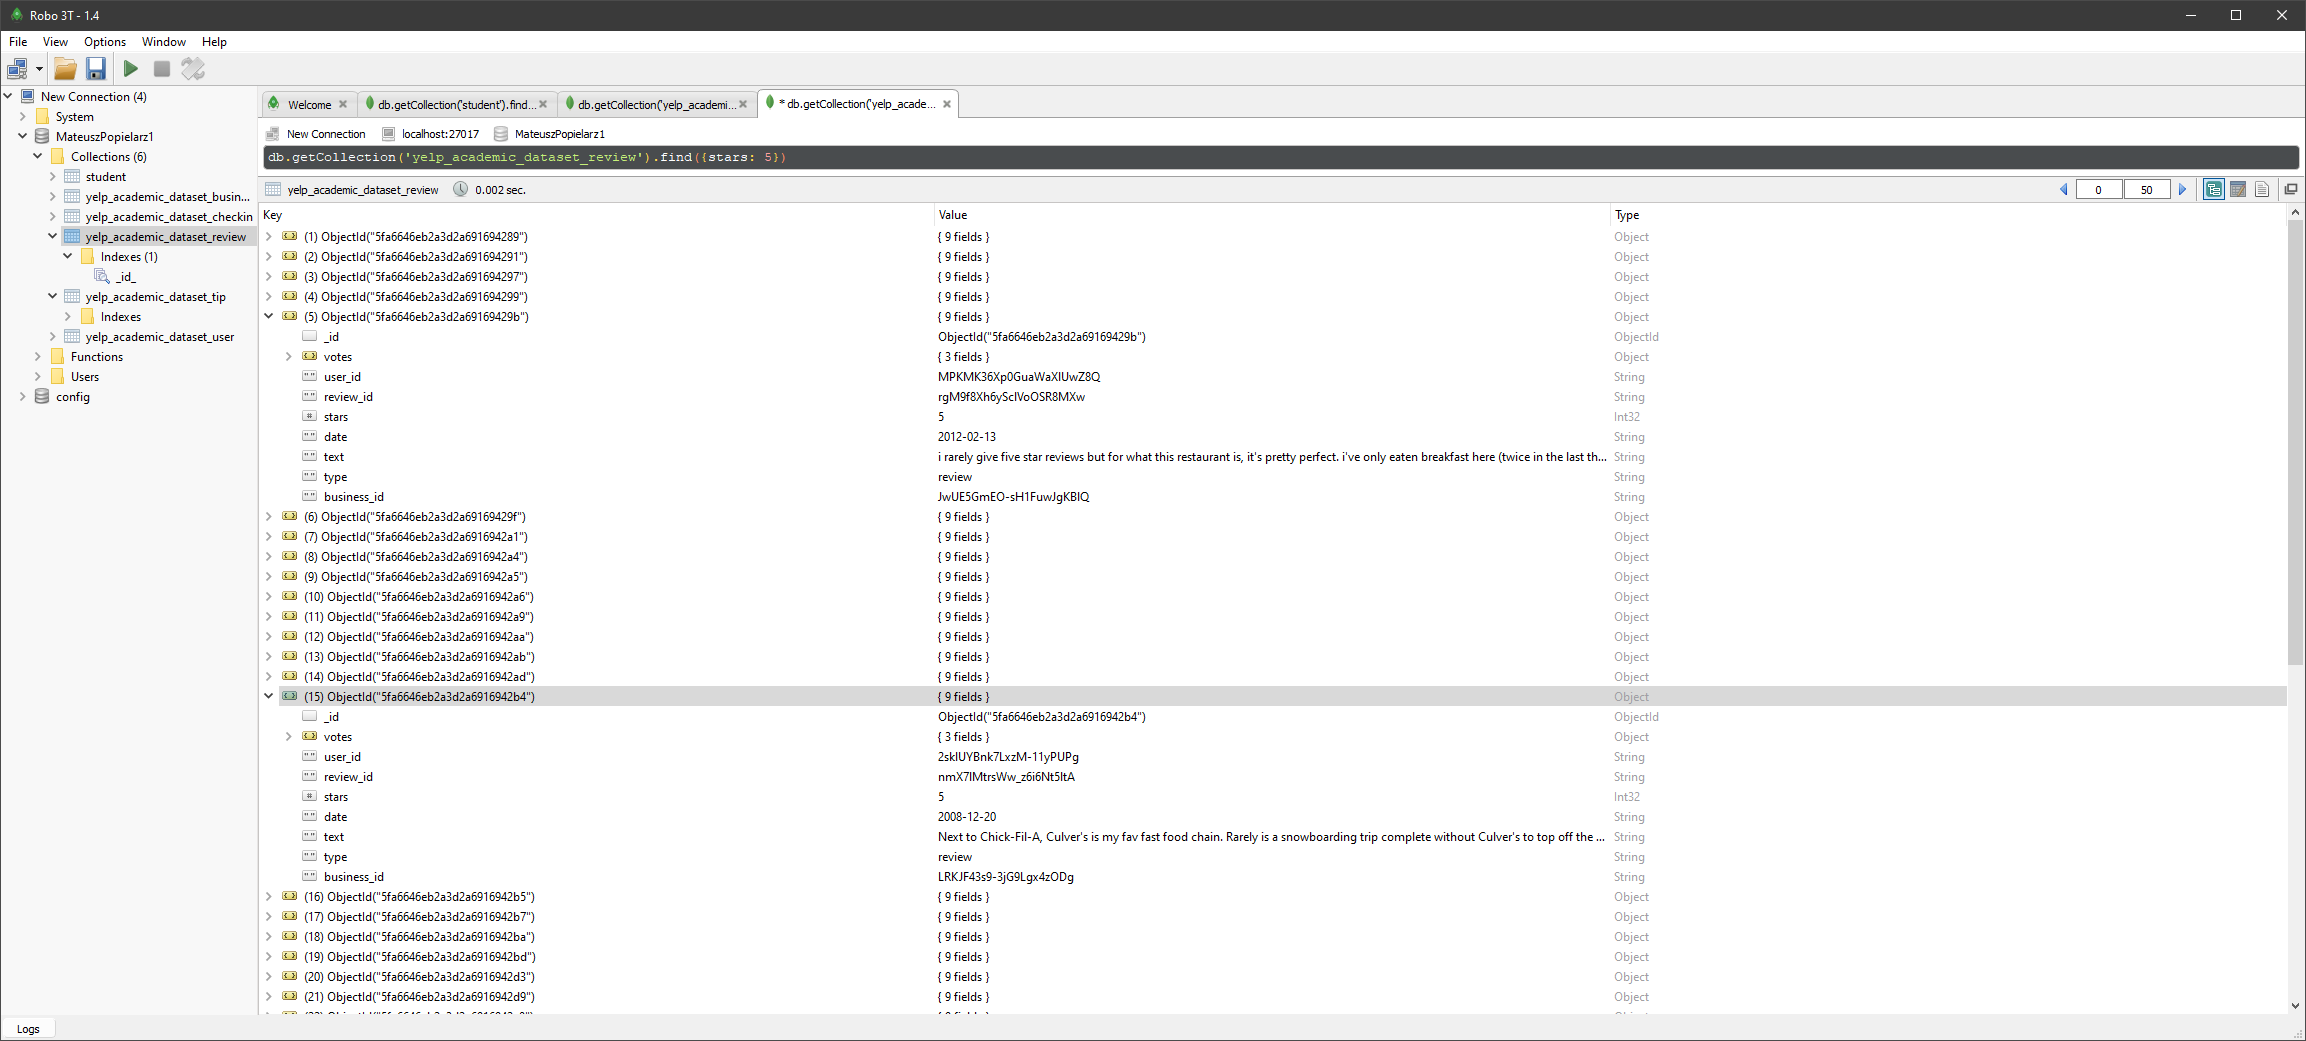 Robo 3T - 1.4
File View Options Window Help
New Connection (4)
System
MateuszPopielarz1
Collections (6)
student
yelp_academic_dataset_busin...
yelp_academic_dataset_checkin
yelp_academic_dataset_review
Indexes (1)
_id_
yelp_academic_dataset_tip
Indexes
yelp_academic_dataset_user
Functions
Users
config
Welcome db.getCollection('student').find... db.getCollection('yelp_academi... * db.getCollection('yelp_acade...
New Connection localhost:27017 MateuszPopielarz1
db.getCollection('yelp_academic_dataset_review').find({stars: 5})
yelp_academic_dataset_review 0.002 sec. 0 50
Key Value Type
(1) ObjectId("5fa6646eb2a3d2a691694289") { 9 fields } Object
(2) ObjectId("5fa6646eb2a3d2a691694291") { 9 fields } Object
(3) ObjectId("5fa6646eb2a3d2a691694297") { 9 fields } Object
(4) ObjectId("5fa6646eb2a3d2a691694299") { 9 fields } Object
(5) ObjectId("5fa6646eb2a3d2a69169429b") { 9 fields } Object
_id ObjectId("5fa6646eb2a3d2a69169429b") ObjectId
votes { 3 fields } Object
user_id String
review_id String
stars 5 Int32
date 2012-02-13 String
text i rarely give five star reviews but for what this restaurant is, it's pretty perfect. i've only eaten breakfast here (twice in the last th... String
type review String
business_id String
(6) ObjectId("5fa6646eb2a3d2a69169429f") { 9 fields } Object
(7) ObjectId("5fa6646eb2a3d2a6916942a1") { 9 fields } Object
(8) ObjectId("5fa6646eb2a3d2a6916942a4") { 9 fields } Object
(9) ObjectId("5fa6646eb2a3d2a6916942a5") { 9 fields } Object
(10) ObjectId("5fa6646eb2a3d2a6916942a6") { 9 fields } Object
(11) ObjectId("5fa6646eb2a3d2a6916942a9") { 9 fields } Object
(12) ObjectId("5fa6646eb2a3d2a6916942aa") { 9 fields } Object
(13) ObjectId("5fa6646eb2a3d2a6916942ab") { 9 fields } Object
(14) ObjectId("5fa6646eb2a3d2a6916942ad") { 9 fields } Object
(15) ObjectId("5fa6646eb2a3d2a6916942b4") { 9 fields } Object
_id ObjectId("5fa6646eb2a3d2a6916942b4") ObjectId
votes { 3 fields } Object
user_id String
review_id String
stars 5 Int32
date 2008-12-20 String
text Next to Chick-Fil-A, Culver's is my fav fast food chain. Rarely is a snowboarding trip complete without Culver's to top off the ... String
type review String
business_id LRKJF43s9-3jG9Lgx4zODg String
(16) ObjectId("5fa6646eb2a3d2a6916942b5") { 9 fields } Object
(17) ObjectId("5fa6646eb2a3d2a6916942b7") { 9 fields } Object
(18) ObjectId("5fa6646eb2a3d2a6916942ba") { 9 fields } Object
(19) ObjectId("5fa6646eb2a3d2a6916942bd") { 9 fields } Object
(20) ObjectId("5fa6646eb2a3d2a6916942d3") { 9 fields } Object
(21) ObjectId("5fa6646eb2a3d2a6916942d9") { 9 fields } Object
Logs